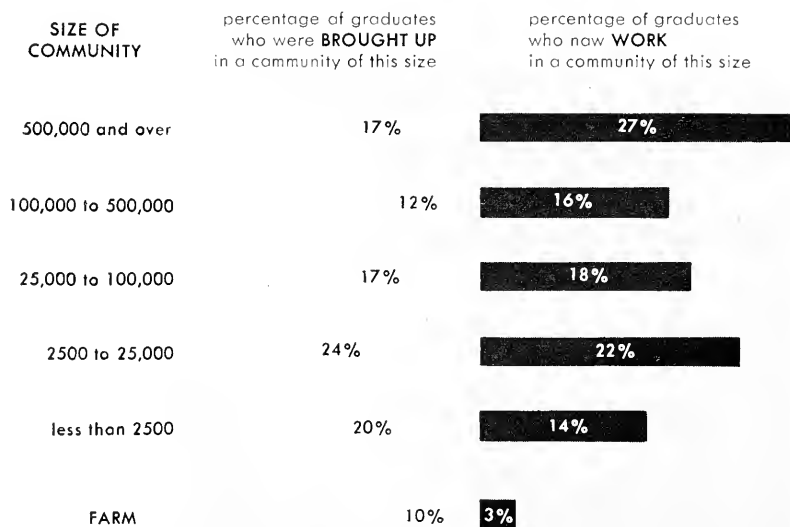 SIZE OF
COMMUNITY
percentage of graduates
who were BROUGHT UP
in a community of this size
percentage of graduates
who now WORK
in a community of this size
500,000 and over 17% 27%
100,000 to 500,000 12% 16%
25,000 to 100,000 17% 18%
2500 to 25,000 24% 22%
less than 2500 20% 14%
FARM 10% 3%